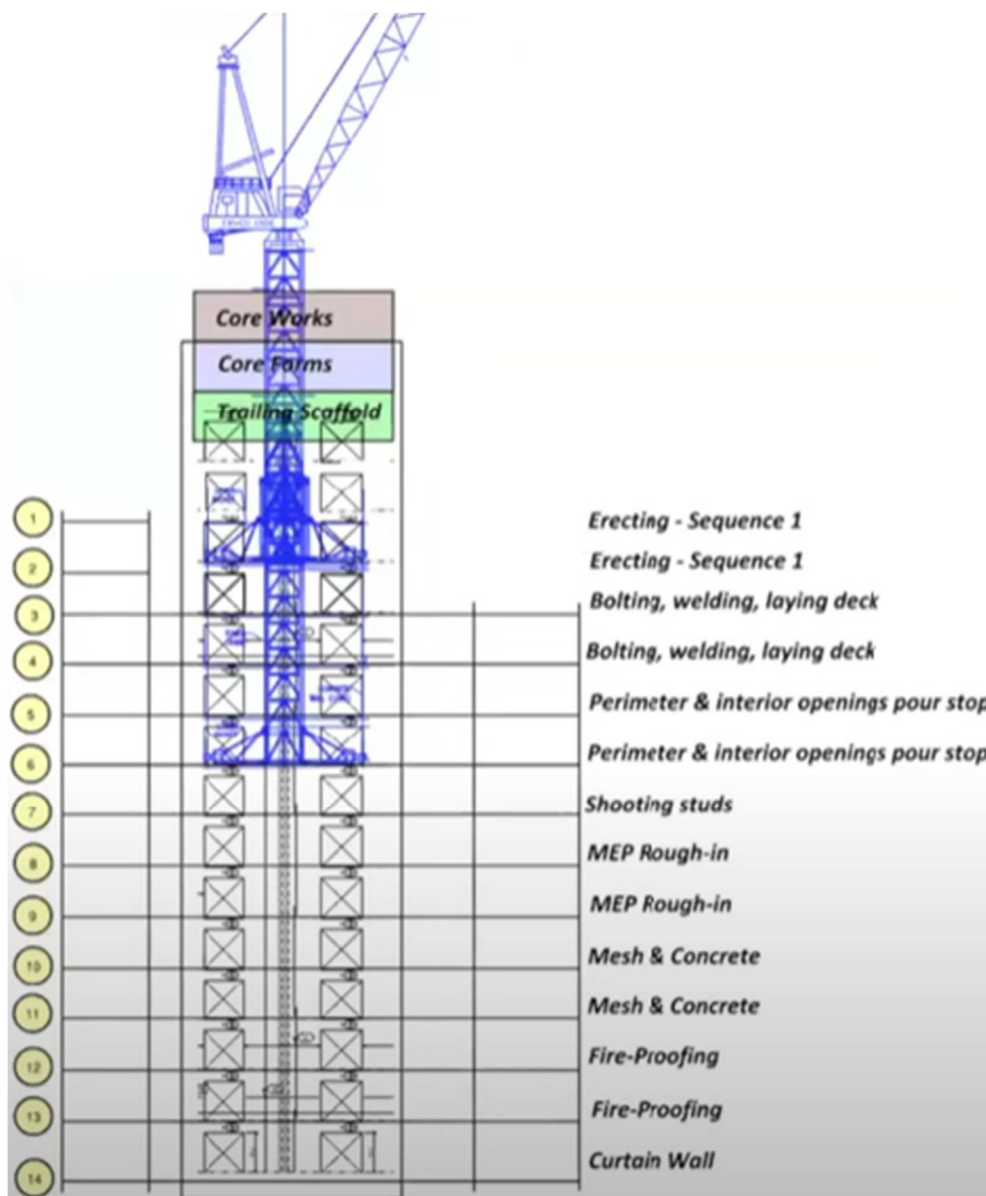 Core Works
Core Forms
Trailing Scaffold
1 Erecting - Sequence 1
2 Erecting - Sequence 1
3 Bolting, welding, laying deck
4 Bolting, welding, laying deck
5 Perimeter & interior openings pour stop
6 Perimeter & interior openings pour stop
7 Shooting studs
8 MEP Rough-in
9 MEP Rough-in
10 Mesh & Concrete
11 Mesh & Concrete
12 Fire-Proofing
13 Fire-Proofing
14 Curtain Wall